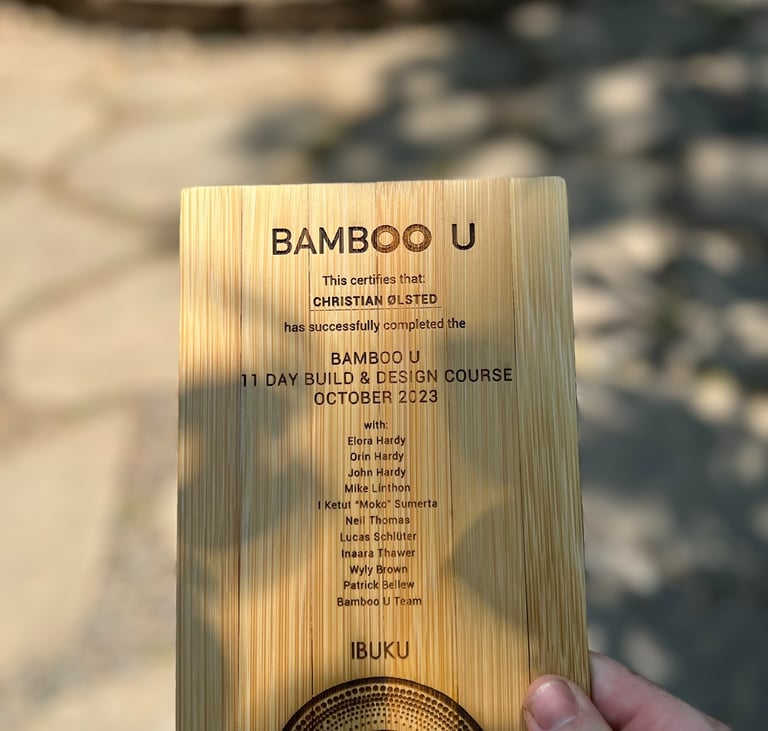 BAMBOO U
This certifies that:
CHRISTIAN ØLSTED
has successfully completed the
BAMBOO U
11 DAY BUILD & DESIGN COURSE
OCTOBER 2023
with:
Elora Hardy
Orin Hardy
John Hardy
Mike Linthon
I Ketut "Moko" Sumerta
Neil Thomas
Lucas Schlüter
Inaara Thawer
Wyly Brown
Patrick Bellew
Bamboo U Team
IBUKU